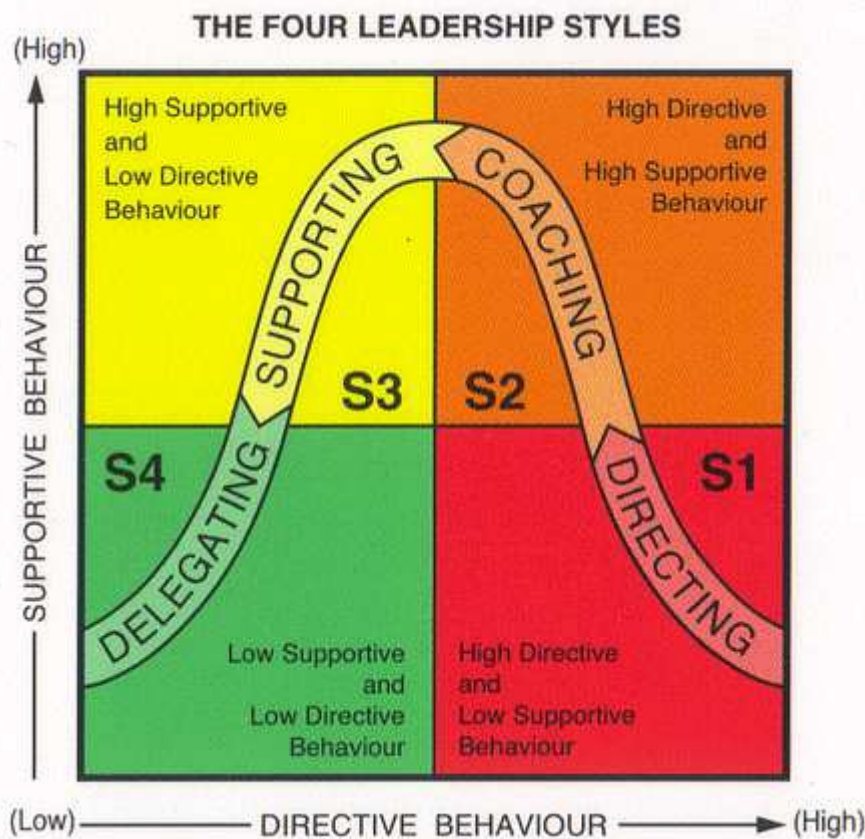 THE FOUR LEADERSHIP STYLES
(High)
High Supportive
and
Low Directive
Behaviour
High Directive
and
High Supportive
Behaviour
SUPPORTING
COACHING
S3
S2
S4
S1
DELEGATING
DIRECTING
Low Supportive
and
Low Directive
Behaviour
High Directive
and
Low Supportive
Behaviour
SUPPORTIVE BEHAVIOUR
(Low)
DIRECTIVE BEHAVIOUR
(High)